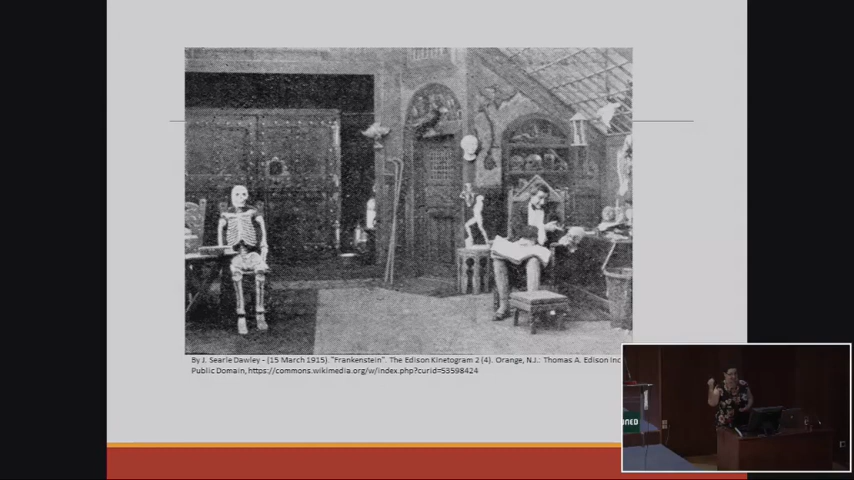 By J. Searle Dawley - (15 March 1915). "Frankenstein". The Edison Kinetogram 2 (4). Orange, N.J.: Thomas A. Edison Inc
Public Domain, https://commons.wikimedia.org/w/index.php?curid=53598424
UNED